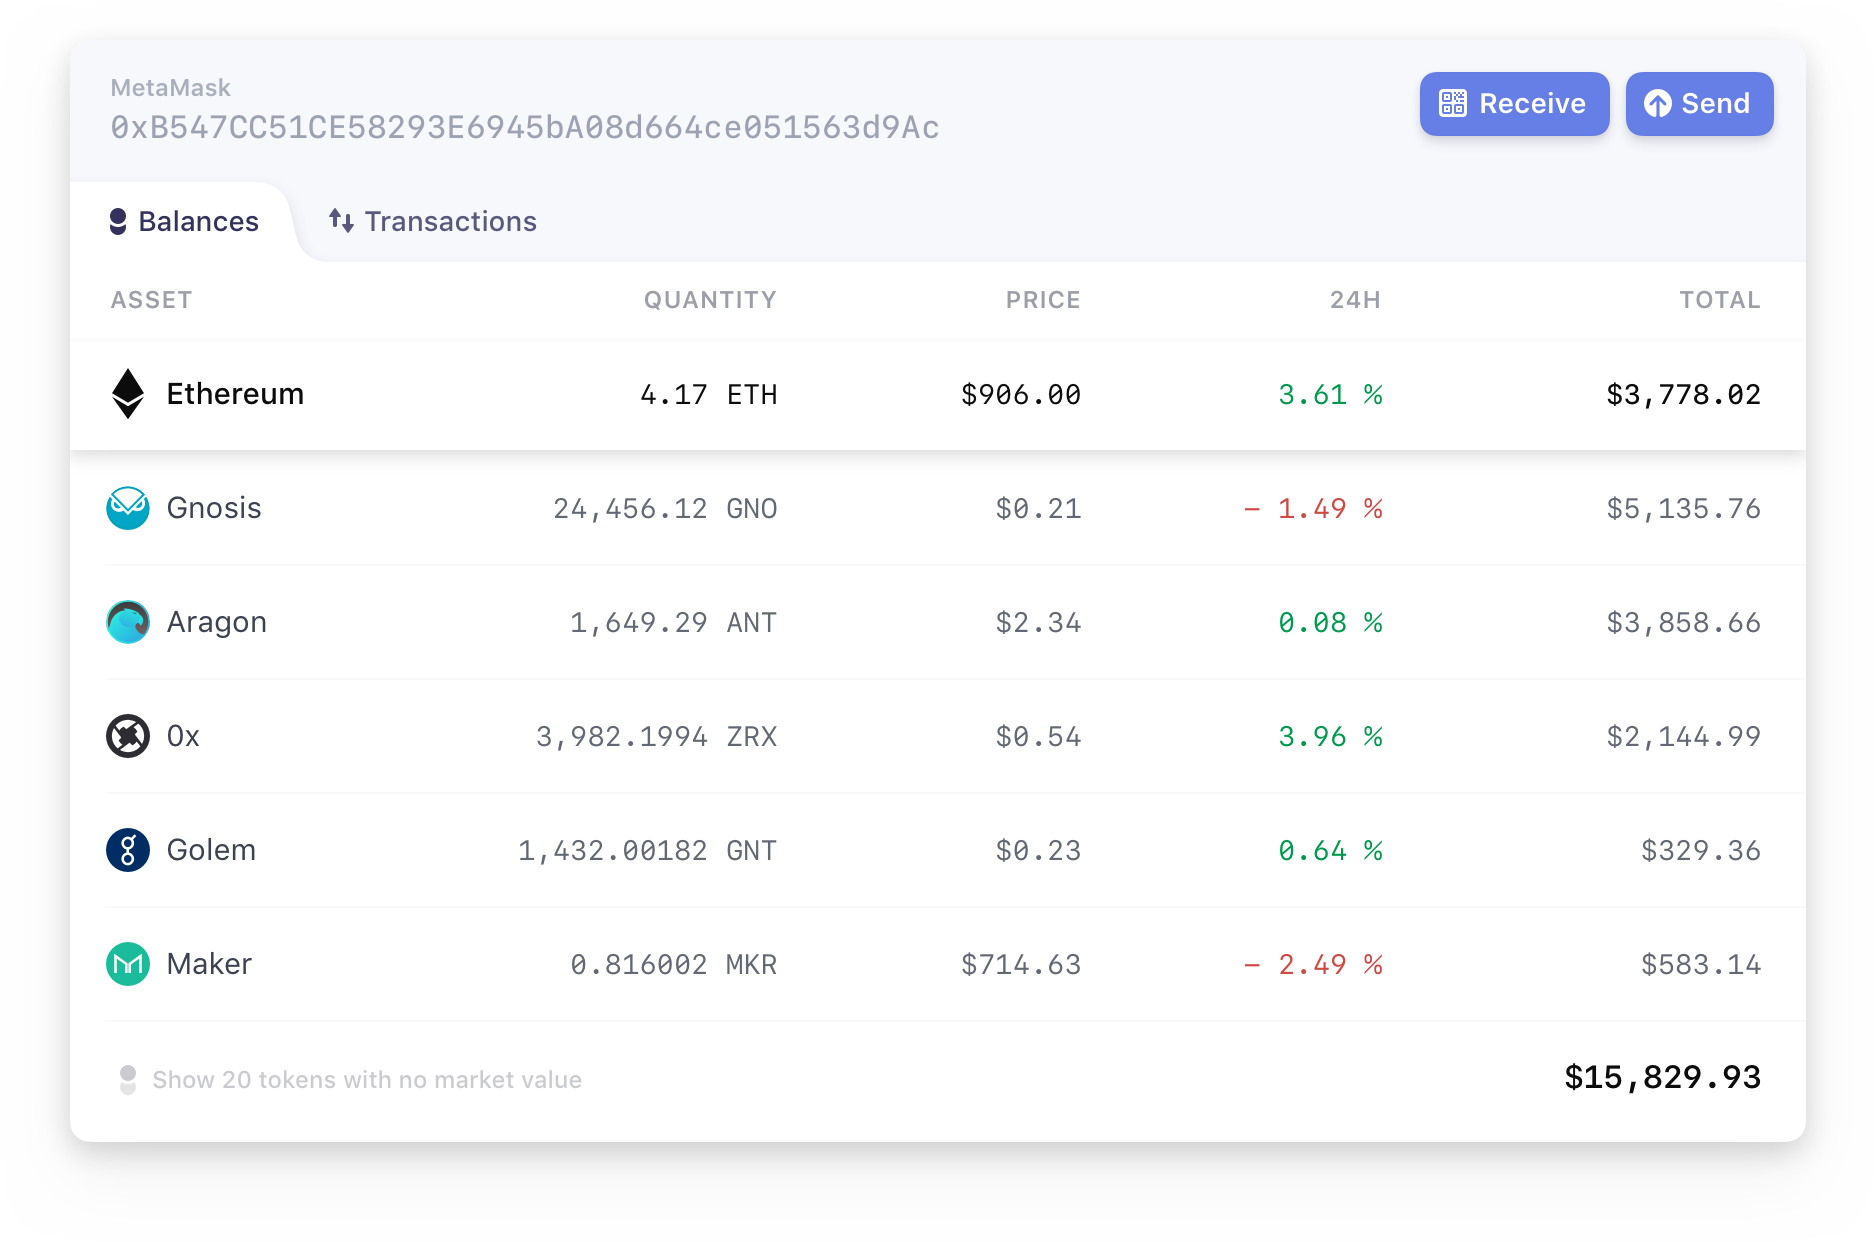 MetaMask
0xB547CC51CE58293E6945bA08d664ce051563d9Ac
Receive
Send
Balances
Transactions
ASSET QUANTITY PRICE 24H TOTAL
Ethereum 4.17 ETH $906.00 3.61 % $3,778.02
Gnosis 24,456.12 GNO $0.21 − 1.49 % $5,135.76
Aragon 1,649.29 ANT $2.34 0.08 % $3,858.66
0x 3,982.1994 ZRX $0.54 3.96 % $2,144.99
Golem 1,432.00182 GNT $0.23 0.64 % $329.36
Maker 0.816002 MKR $714.63 − 2.49 % $583.14
Show 20 tokens with no market value $15,829.93